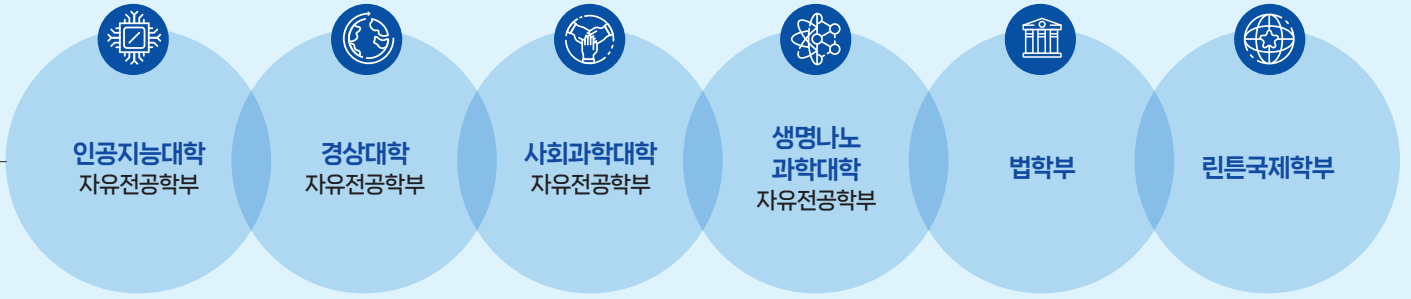 인공지능대학
자유전공학부
경상대학
자유전공학부
사회과학대학
자유전공학부
생명나노
과학대학
자유전공학부
법학부
린튼국제학부